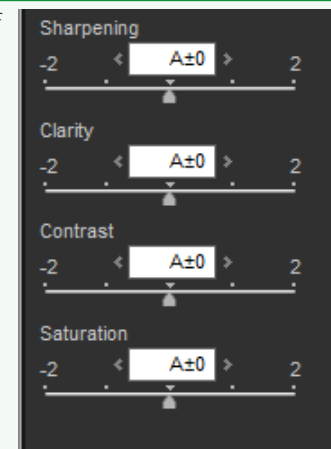 Sharpening
-2 A±0 2
Clarity
-2 A±0 2
Contrast
-2 A±0 2
Saturation
-2 A±0 2